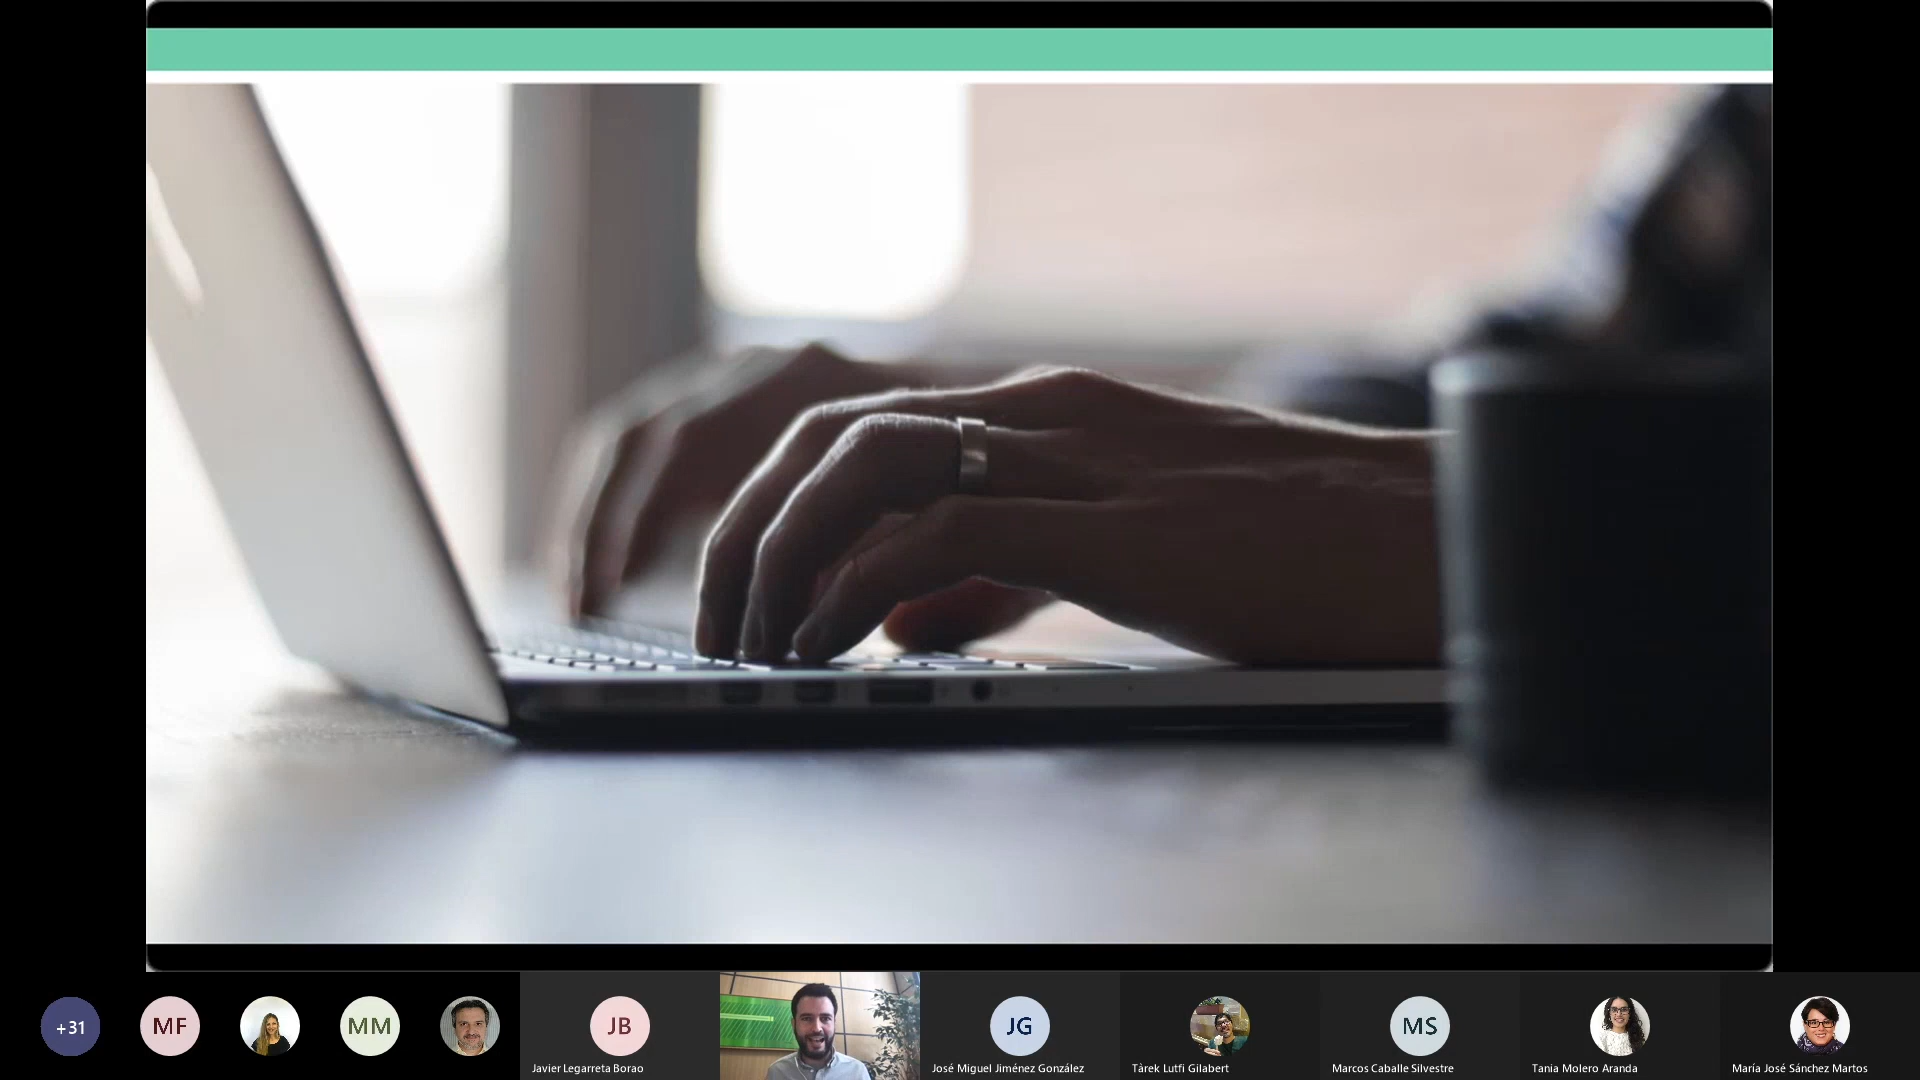 +31
MF
MM
JB
Javier Legarreta Borao
JG
José Miguel Jiménez González
Tàrek Lutfi Gilabert
MS
Marcos Caballe Silvestre
Tania Molero Aranda
María José Sánchez Martos